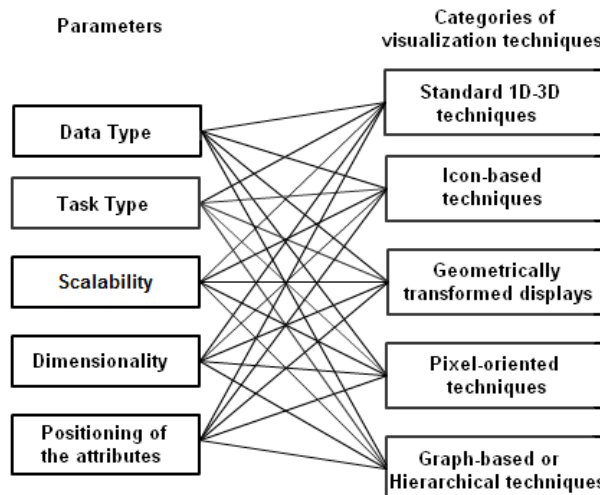 Parameters
Data Type
Task Type
Scalability
Dimensionality
Positioning of
the attributes
Categories of
visualization techniques
Standard 1D-3D
techniques
Icon-based
techniques
Geometrically
transformed displays
Pixel-oriented
techniques
Graph-based or
Hierarchical techniques